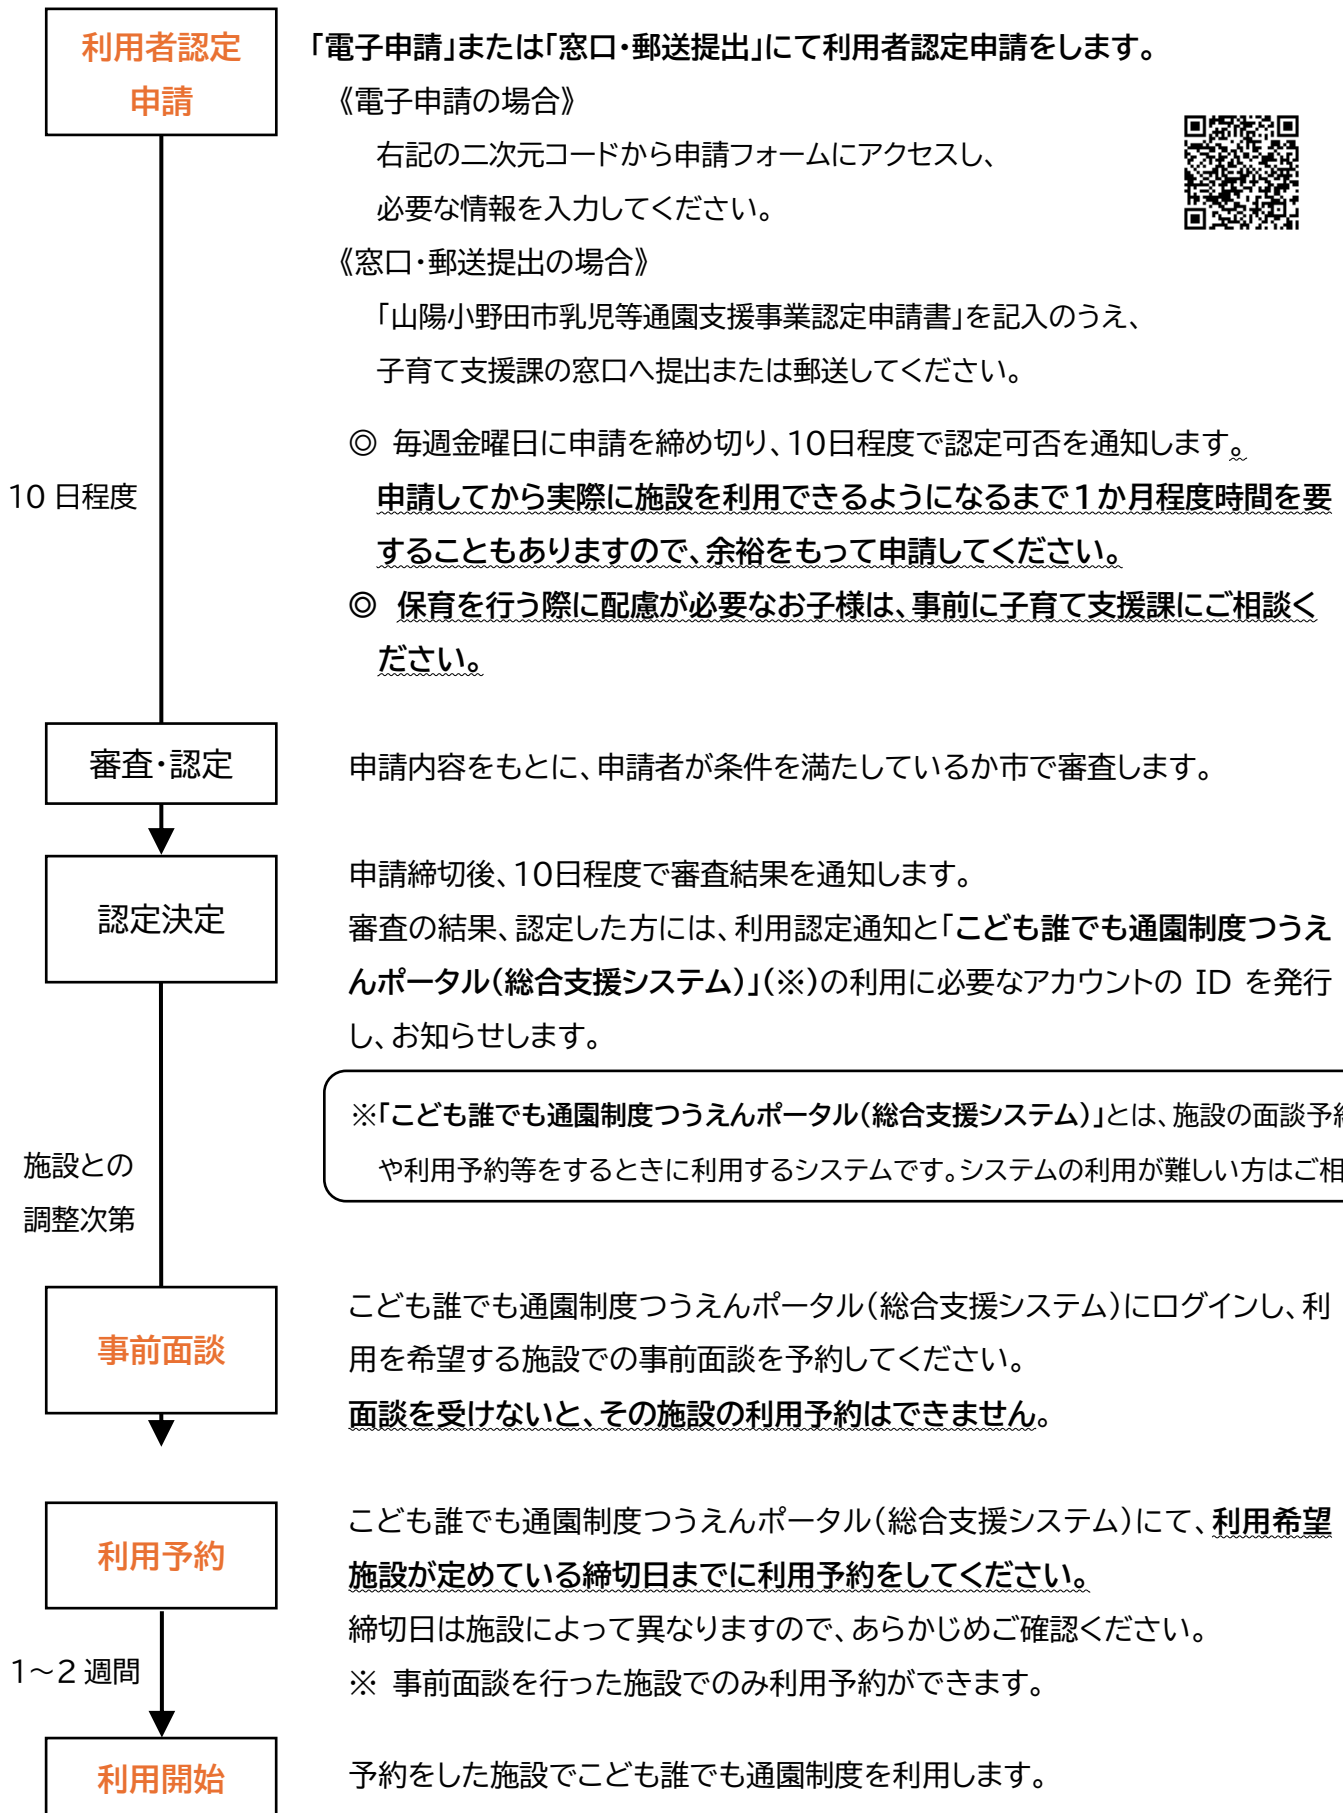 利用者認定
申請
「電子申請」または「窓口・郵送提出」にて利用者認定申請をします。
《電子申請の場合》
右記の二次元コードから申請フォームにアクセスし、
必要な情報を入力してください。
《窓口・郵送提出の場合》
「山陽小野田市乳児等通園支援事業認定申請書」を記入のうえ、
子育て支援課の窓口へ提出または郵送してください。
◎ 毎週金曜日に申請を締め切り、10日程度で認定可否を通知します。
10 日程度
申請してから実際に施設を利用できるようになるまで1か月程度時間を要
することもありますので、余裕をもって申請してください。
◎ 保育を行う際に配慮が必要なお子様は、事前に子育て支援課にご相談く
ださい。
審査・認定
申請内容をもとに、申請者が条件を満たしているか市で審査します。
認定決定
申請締切後、10日程度で審査結果を通知します。
審査の結果、認定した方には、利用認定通知と「こども誰でも通園制度つうえ
んポータル(総合支援システム)」(※)の利用に必要なアカウントの ID を発行
し、お知らせします。
※「こども誰でも通園制度つうえんポータル(総合支援システム)」とは、施設の面談予約
や利用予約等をするときに利用するシステムです。システムの利用が難しい方はご相
施設との
調整次第
事前面談
こども誰でも通園制度つうえんポータル(総合支援システム)にログインし、利
用を希望する施設での事前面談を予約してください。
面談を受けないと、その施設の利用予約はできません。
利用予約
こども誰でも通園制度つうえんポータル(総合支援システム)にて、利用希望
施設が定めている締切日までに利用予約をしてください。
締切日は施設によって異なりますので、あらかじめご確認ください。
※ 事前面談を行った施設でのみ利用予約ができます。
1~2 週間
利用開始
予約をした施設でこども誰でも通園制度を利用します。